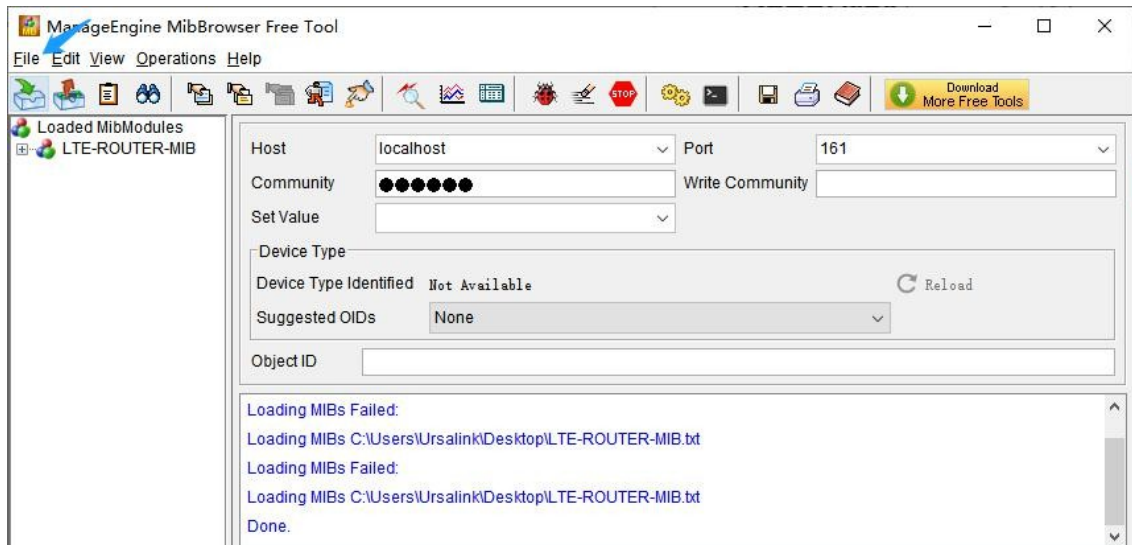 ManageEngine MibBrowser Free Tool
File Edit View Operations Help
STOP
Download
More Free Tools
Loaded MibModules
LTE-ROUTER-MIB
Host localhost Port 161
Community ●●●●●● Write Community
Set Value
Device Type
Device Type Identified Not Available Reload
Suggested OIDs None
Object ID
Loading MIBs Failed:
Loading MIBs C:\Users\Ursalink\Desktop\LTE-ROUTER-MIB.txt
Loading MIBs Failed:
Loading MIBs C:\Users\Ursalink\Desktop\LTE-ROUTER-MIB.txt
Done.